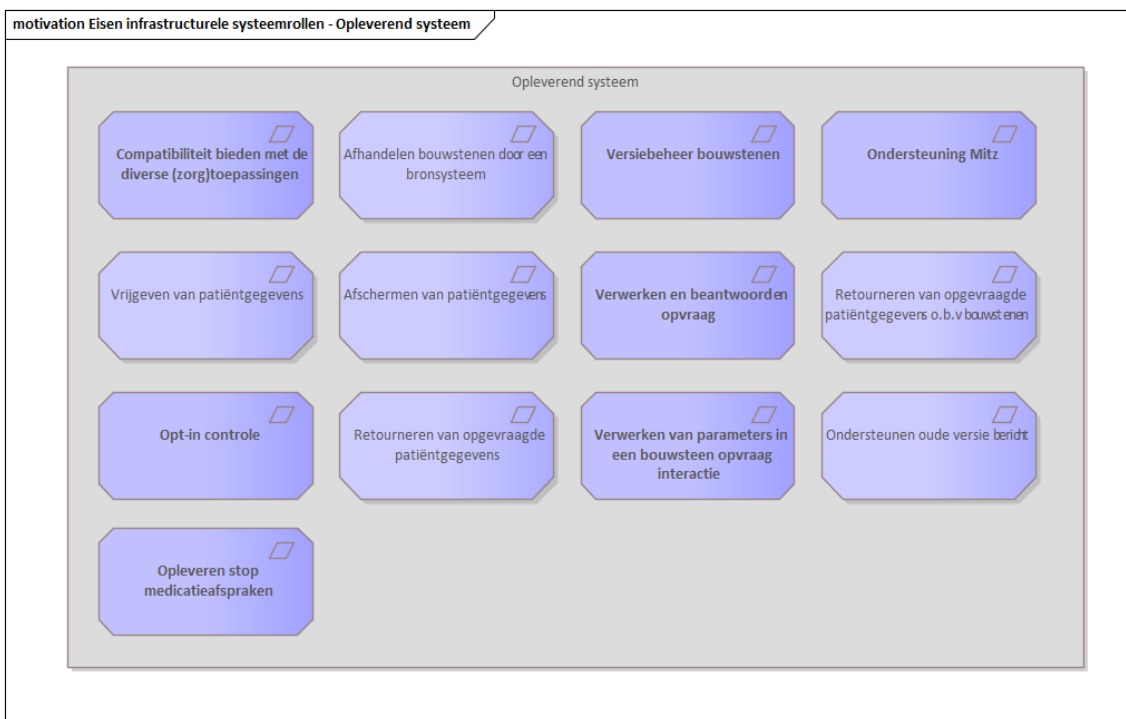 motivation Eisen infrastructurele systeemrollen - Opleverend systeem
Opleverend systeem
Compatibiliteit bieden met de
diverse (zorg)toepassingen
Afhandelen bouwstenen door een
bronsysteem
Versiebeheer bouwstenen
Ondersteuning Mitz
Vrijgeven van patiëntgegevens
Afschermen van patiëntgegevens
Verwerken en beantwoorden
opvraag
Retourneren van opgevraagde
patiëntgegevens o.b.v bouwstenen
Opt-in controle
Retourneren van opgevraagde
patiëntgegevens
Verwerken van parameters in
een bouwsteen opvraag
interactie
Ondersteunen oude versie bericht
Opleveren stop
medicatieafspraken